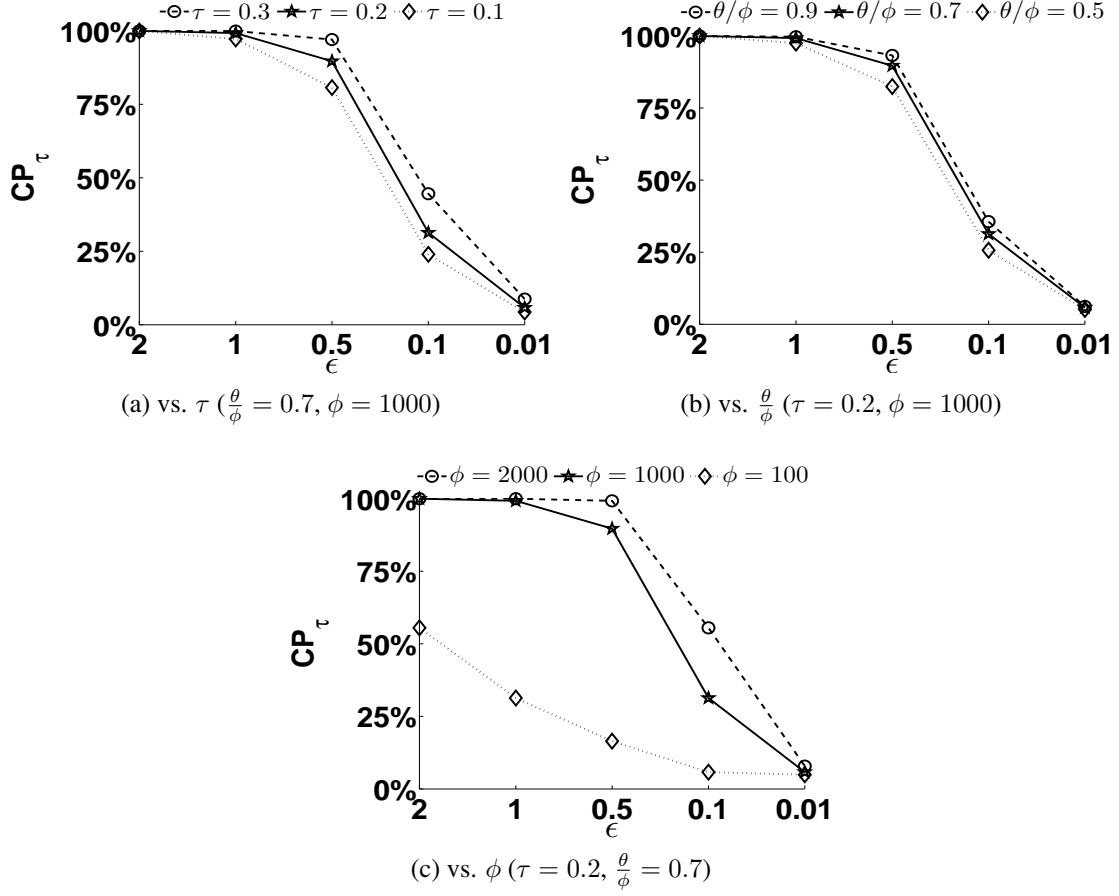 τ = 0.3 τ = 0.2 τ = 0.1
100%
75%
50%
25%
0%
CP_τ
2 1 0.5 0.1 0.01
ϵ
(a) vs. τ (θ/φ = 0.7, φ = 1000)
θ/φ = 0.9 θ/φ = 0.7 θ/φ = 0.5
100%
75%
50%
25%
0%
CP_τ
2 1 0.5 0.1 0.01
ϵ
(b) vs. θ/φ (τ = 0.2, φ = 1000)
φ = 2000 φ = 1000 φ = 100
100%
75%
50%
25%
0%
CP_τ
2 1 0.5 0.1 0.01
ϵ
(c) vs. φ (τ = 0.2, θ/φ = 0.7)